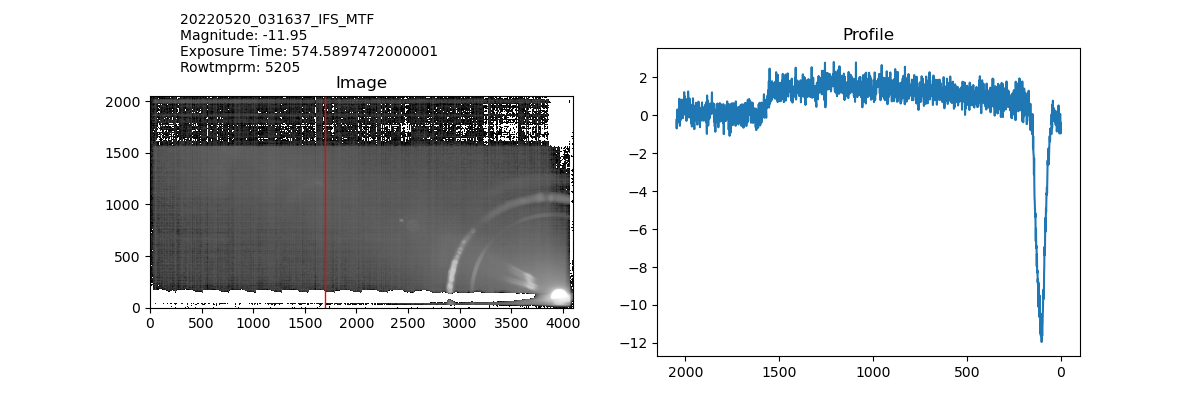 20220520_031637_IFS_MTF
Magnitude: -11.95
Exposure Time: 574.5897472000001
Rowtmprm: 5205
Image
2000
1500
1000
500
0
0 500 1000 1500 2000 2500 3000 3500 4000
Profile
2
0
−2
−4
−6
−8
−10
−12
2000 1500 1000 500 0